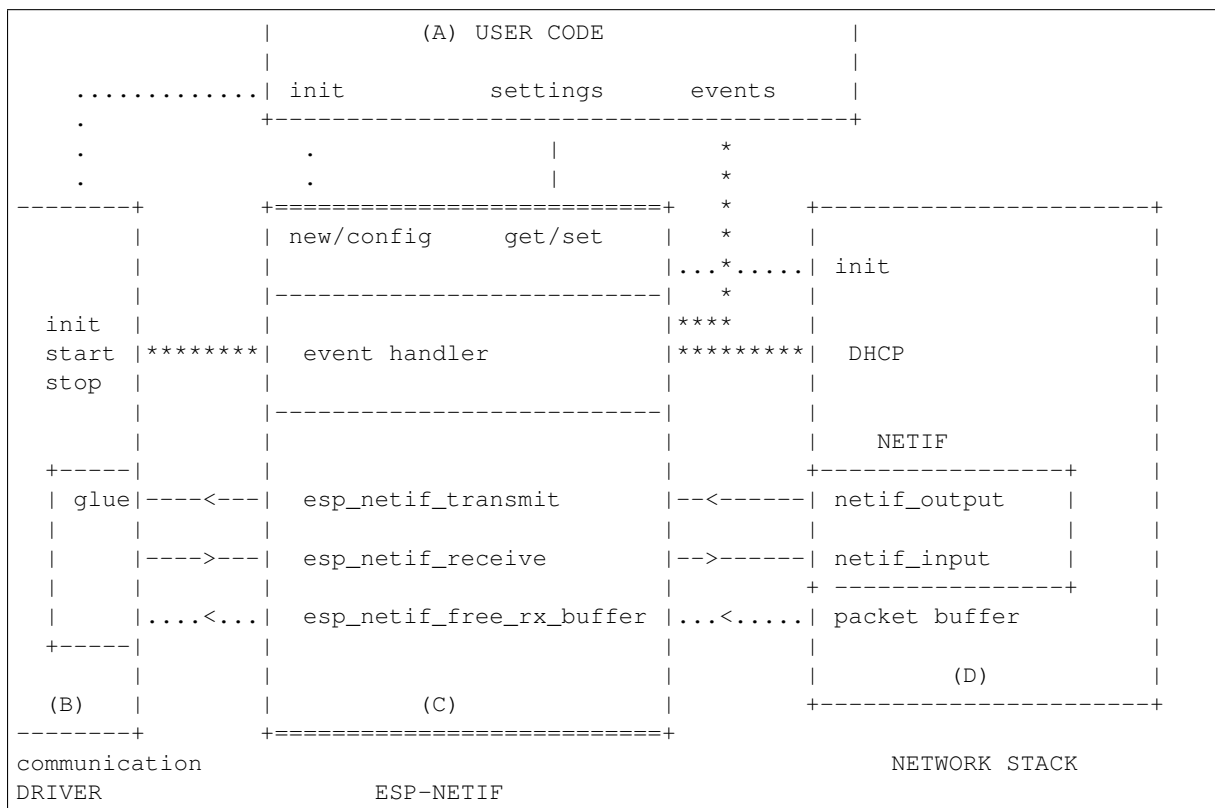 (A) USER CODE
init settings events
new/config get/set
init
init
start event handler DHCP
stop
NETIF
glue esp_netif_transmit netif_output
esp_netif_receive netif_input
esp_netif_free_rx_buffer packet buffer
(D)
(B) (C)
communication NETWORK STACK
DRIVER ESP-NETIF